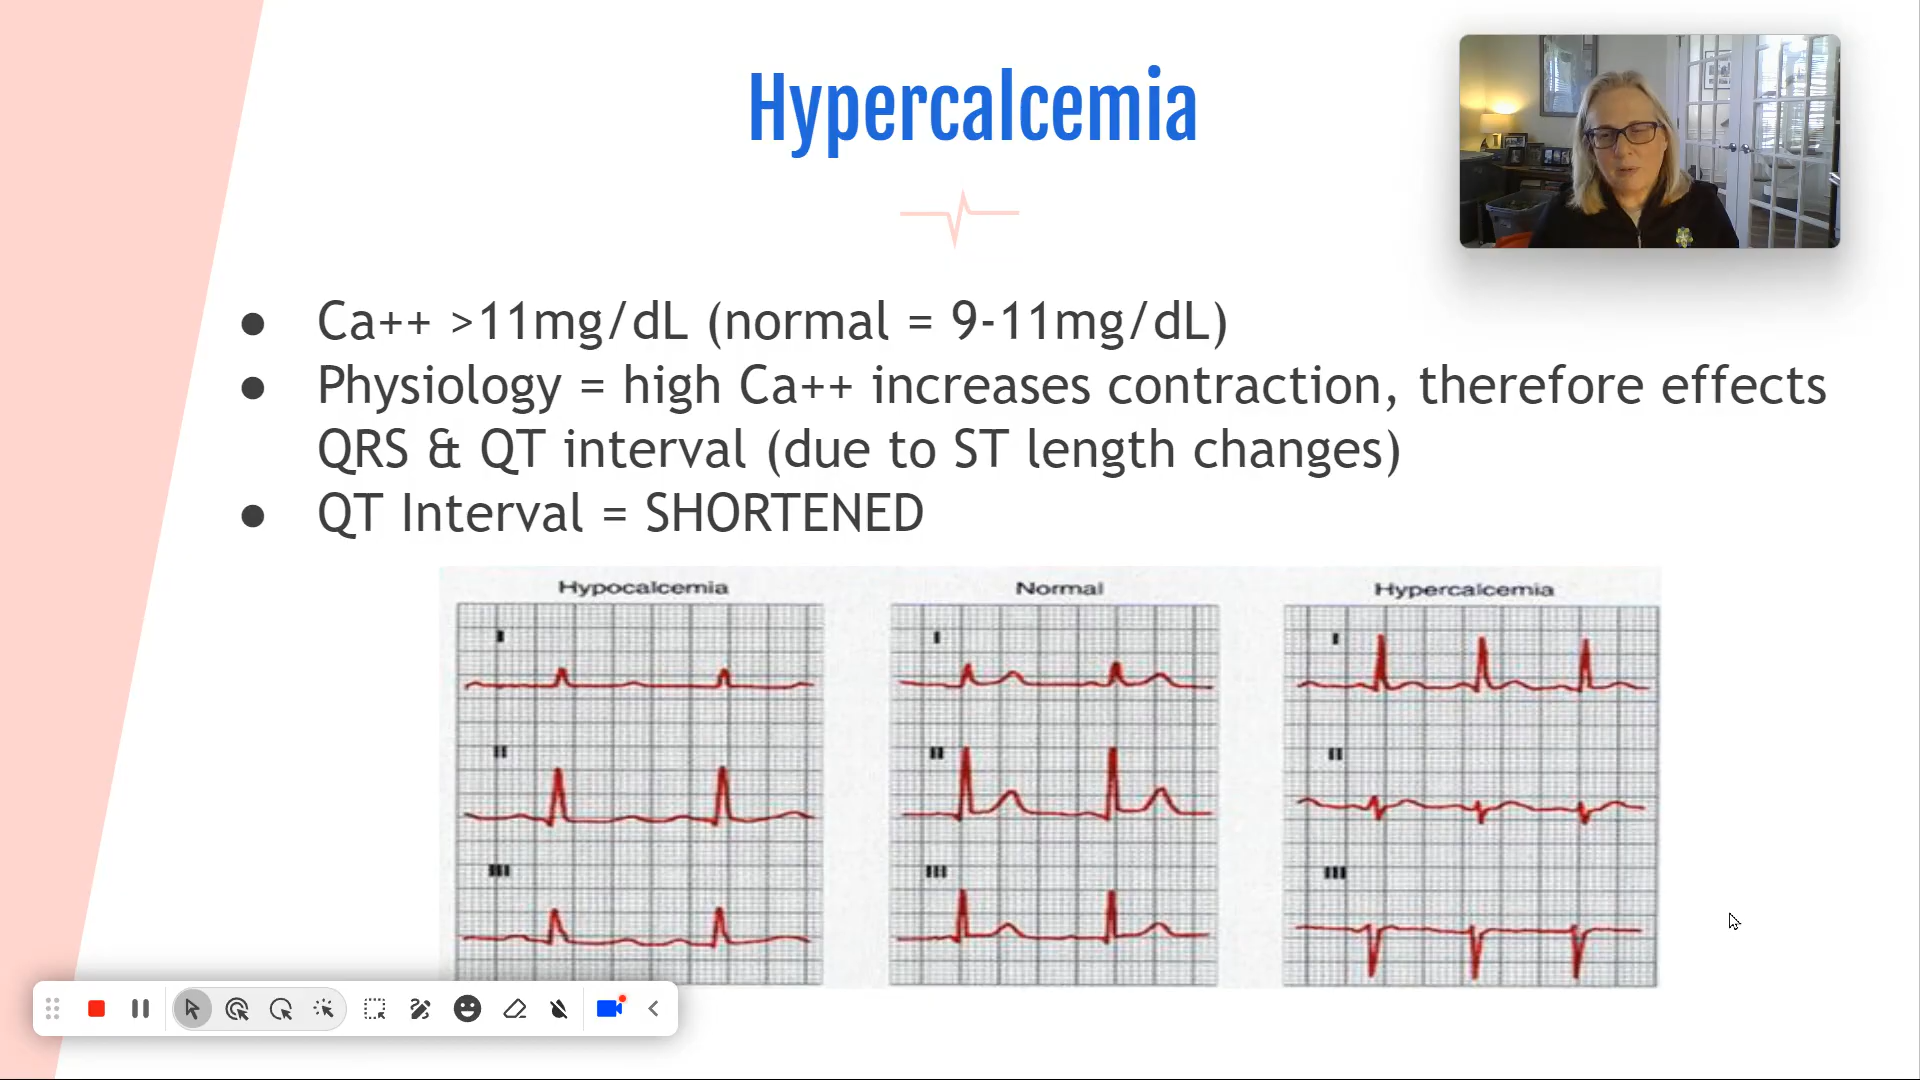 Hypercalcemia
● Ca++ >11mg/dL (normal = 9-11mg/dL)
● Physiology = high Ca++ increases contraction, therefore effects
QRS & QT interval (due to ST length changes)
● QT Interval = SHORTENED
Hypocalcemia Normal Hypercalcemia
I I I
II II II
III III III